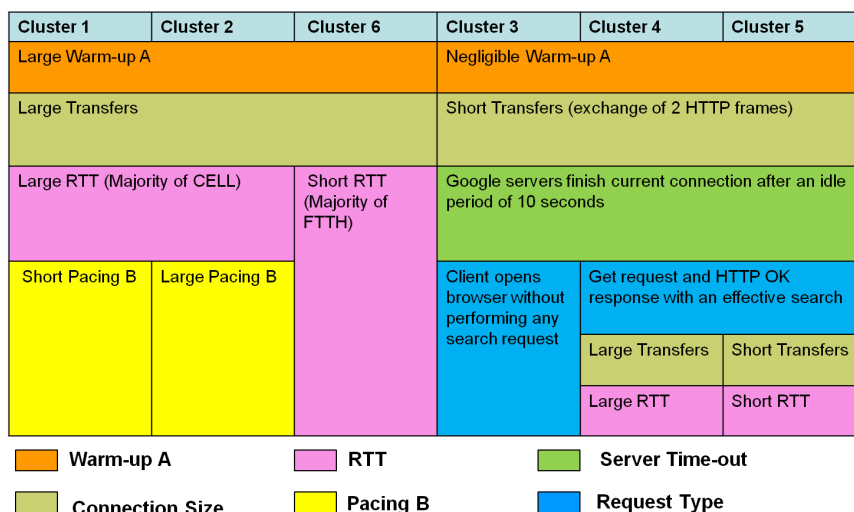 Cluster 1 Cluster 2 Cluster 6 Cluster 3 Cluster 4 Cluster 5
Large Warm-up A
Negligible Warm-up A
Large Transfers
Short Transfers (exchange of 2 HTTP frames)
Large RTT (Majority of CELL)
Short RTT
(Majority of
FTTH)
Google servers finish current connection after an idle
period of 10 seconds
Short Pacing B
Large Pacing B
Client opens
browser without
performing any
search request
Get request and HTTP OK
response with an effective search
Large Transfers
Short Transfers
Large RTT
Short RTT
Warm-up A
RTT
Server Time-out
Connection Size
Pacing B
Request Type